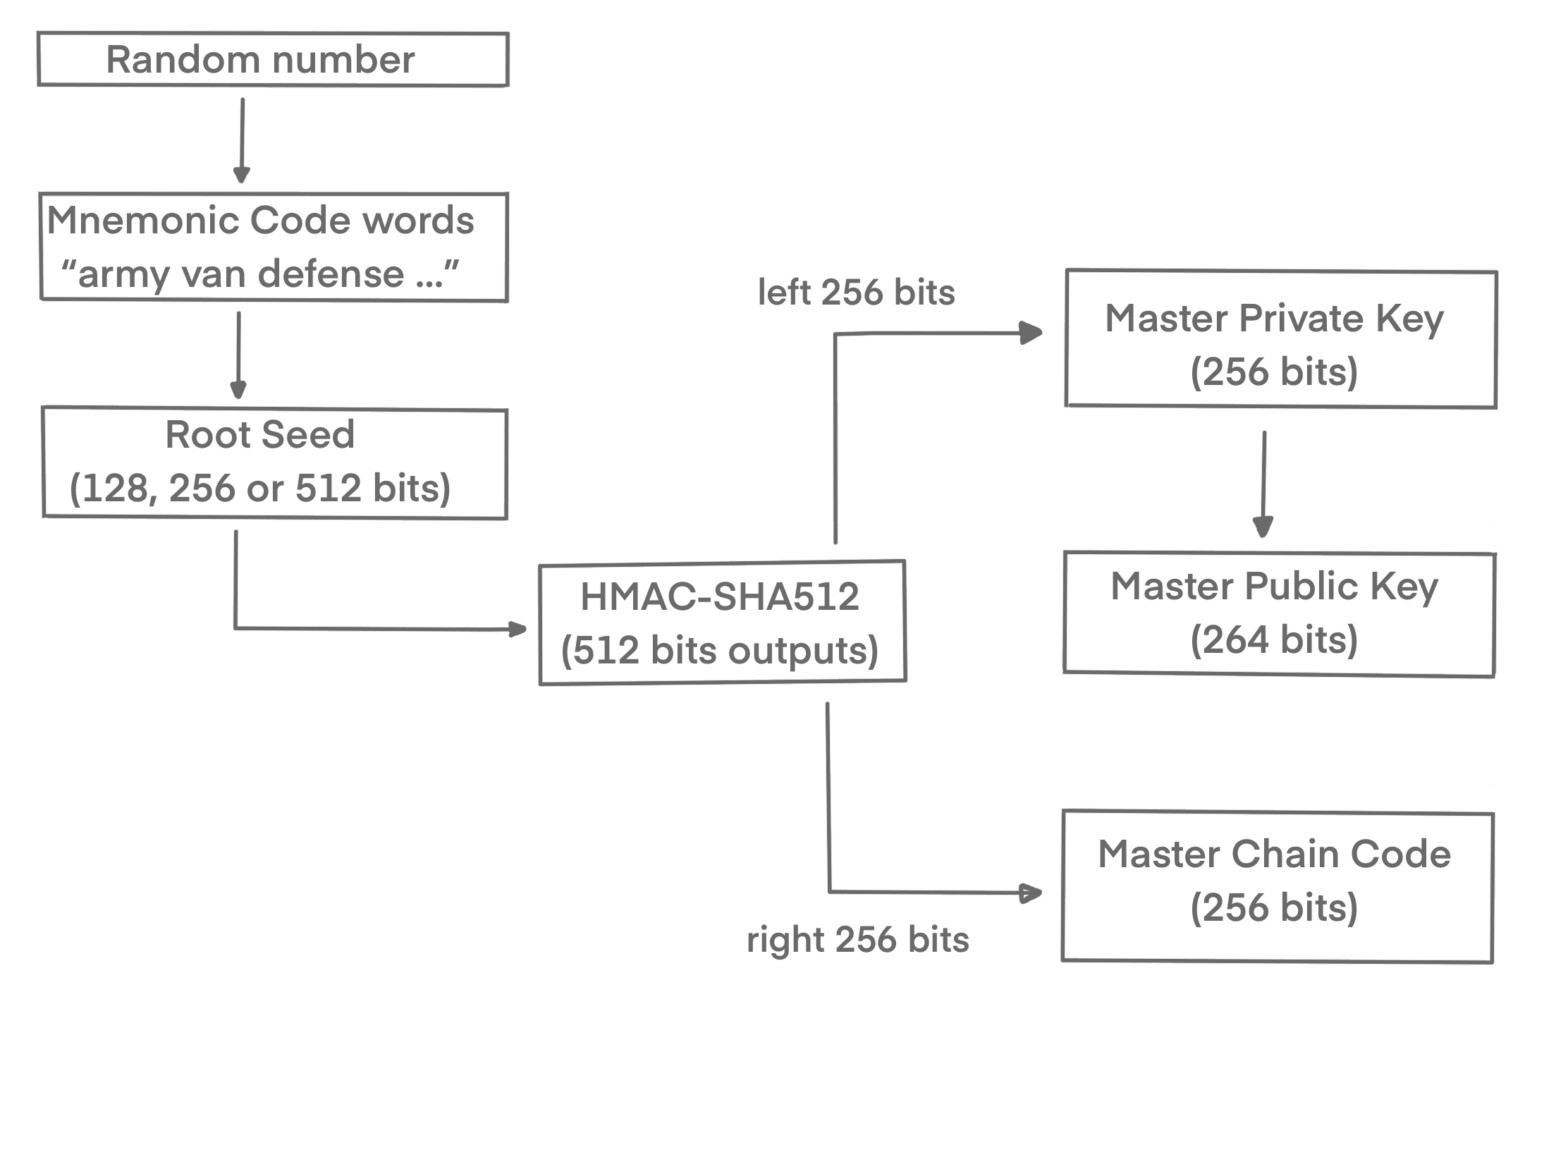 Random number
Mnemonic Code words
“army van defense ...”
Root Seed
(128, 256 or 512 bits)
HMAC-SHA512
(512 bits outputs)
left 256 bits
Master Private Key
(256 bits)
Master Public Key
(264 bits)
right 256 bits
Master Chain Code
(256 bits)